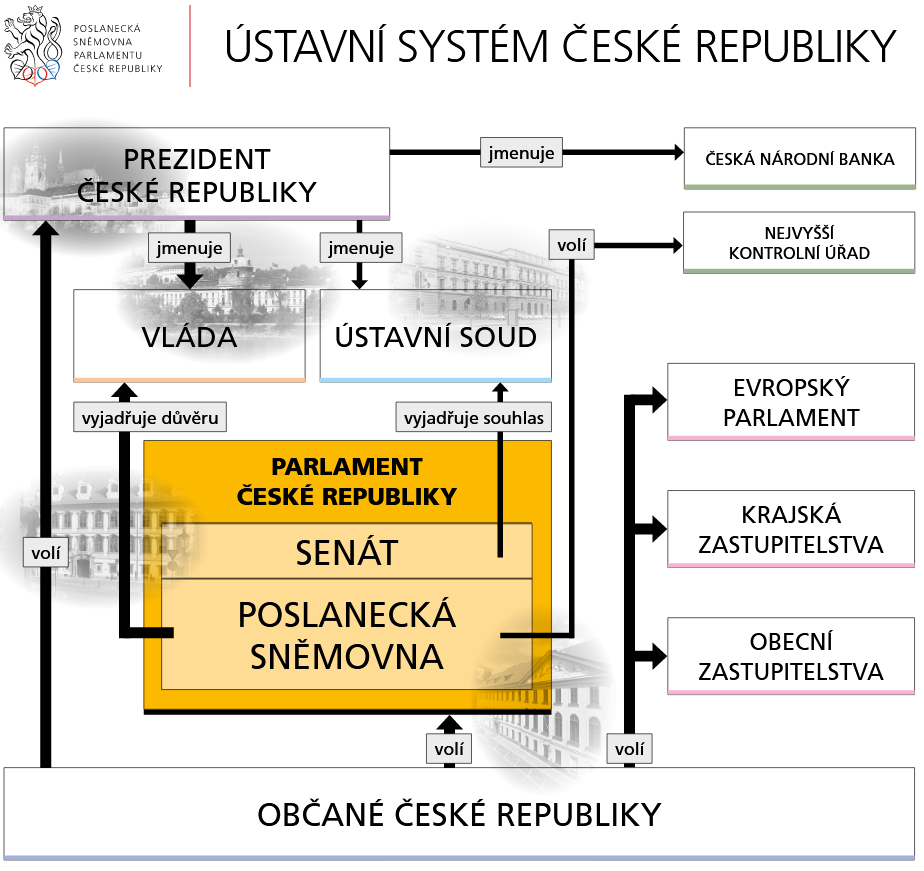 POSLANECKÁ
SNĚMOVNA
PARLAMENTU
ČESKÉ REPUBLIKY
ÚSTAVNÍ SYSTÉM ČESKÉ REPUBLIKY
PREZIDENT
ČESKÉ REPUBLIKY
jmenuje
ČESKÁ NÁRODNÍ BANKA
jmenuje
jmenuje
volí
NEJVYŠŠÍ
KONTROLNÍ ÚŘAD
VLÁDA
ÚSTAVNÍ SOUD
vyjadřuje důvěru
vyjadřuje souhlas
EVROPSKÝ
PARLAMENT
PARLAMENT
ČESKÉ REPUBLIKY
SENÁT
POSLANECKÁ
SNĚMOVNA
KRAJSKÁ
ZASTUPITELSTVA
volí
OBECNÍ
ZASTUPITELSTVA
volí
volí
OBČANÉ ČESKÉ REPUBLIKY